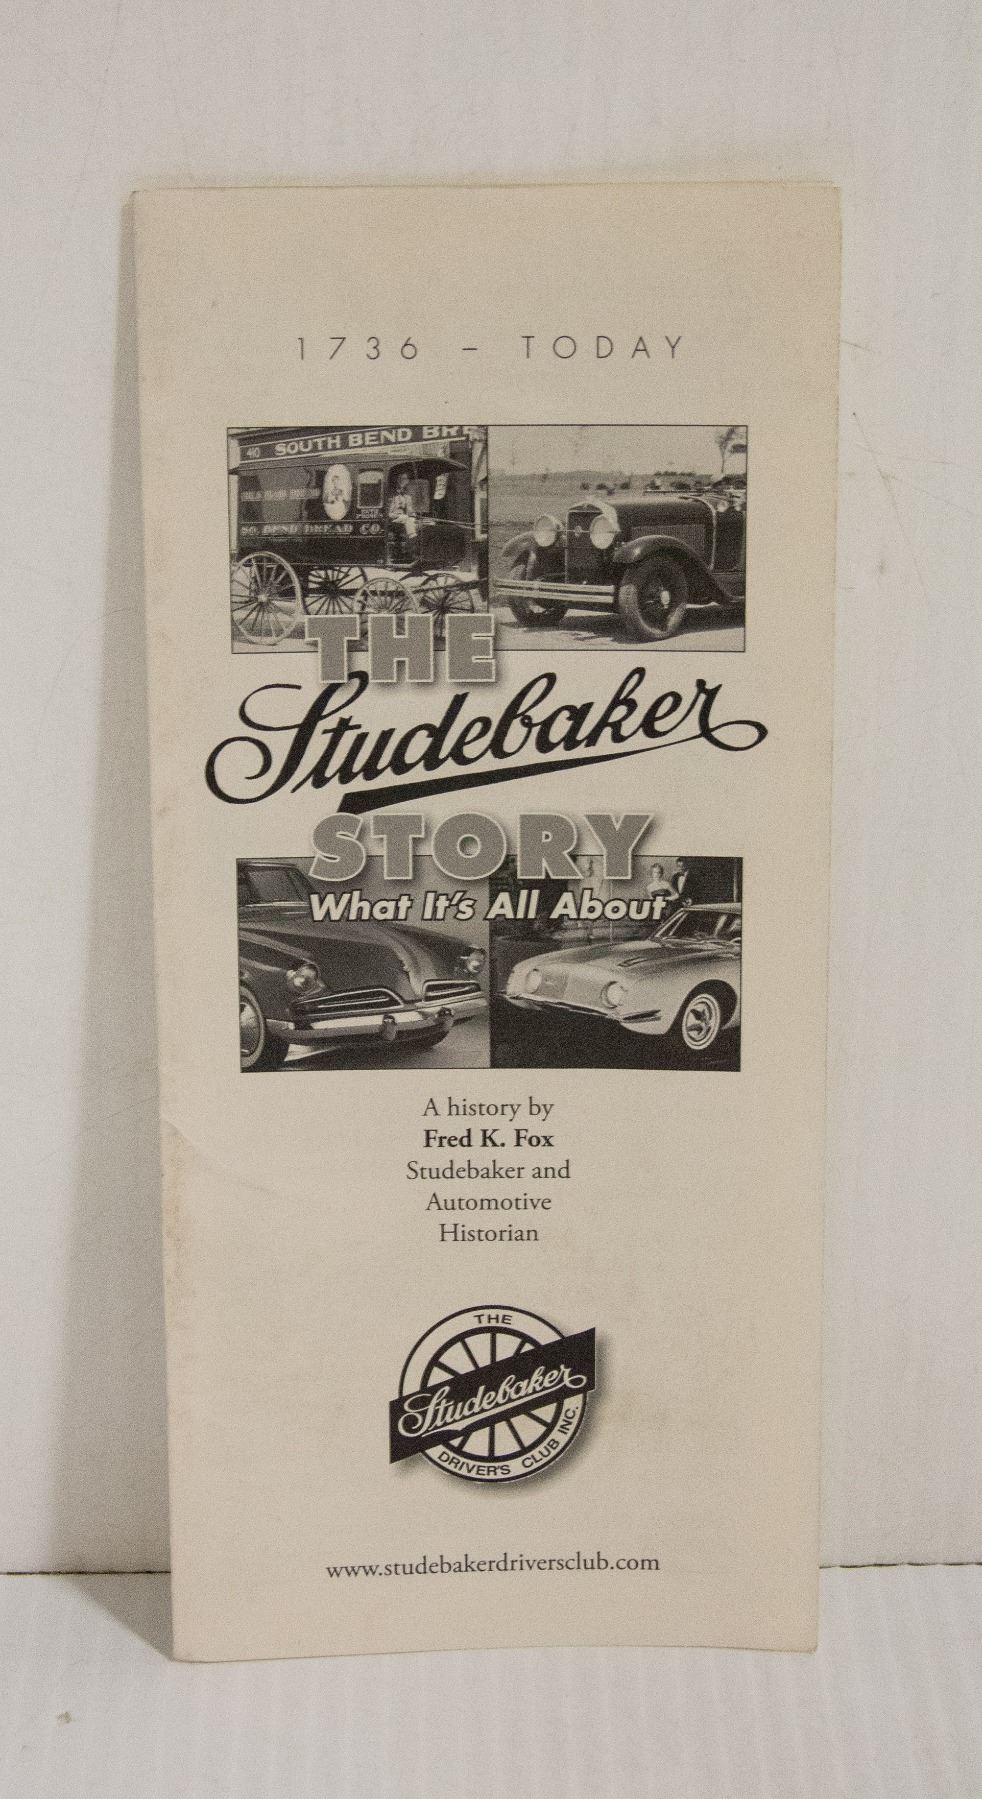 1736 – TODAY
40 SOUTH BEND BR
SO. BEND BREAD CO.
THE
Studebaker
STORY
What It's All About
A history by
Fred K. Fox
Studebaker and
Automotive
Historian
THE
Studebaker
DRIVER'S CLUB INC.
www.studebakerdriversclub.com